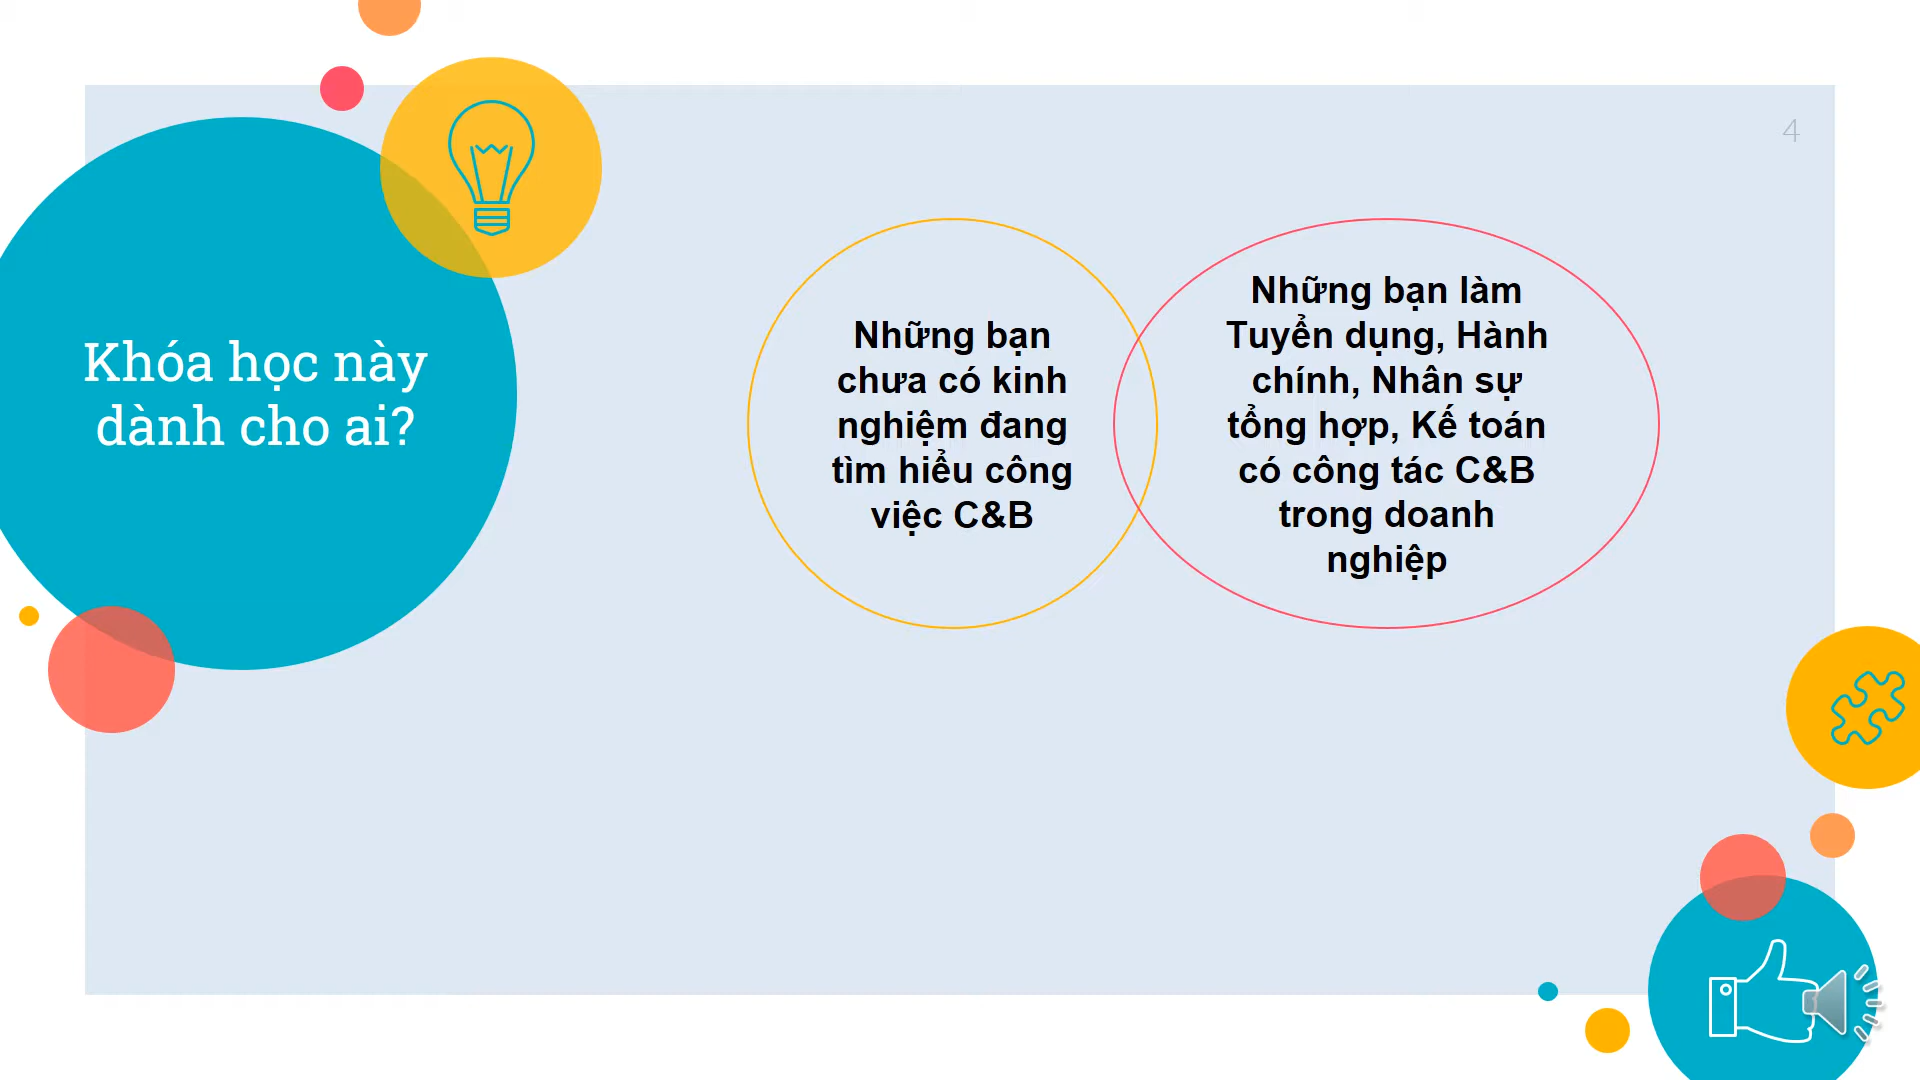 4
Khóa học này
dành cho ai?
Những bạn
chưa có kinh
nghiệm đang
tìm hiểu công
việc C&B
Những bạn làm
Tuyển dụng, Hành
chính, Nhân sự
tổng hợp, Kế toán
có công tác C&B
trong doanh
nghiệp